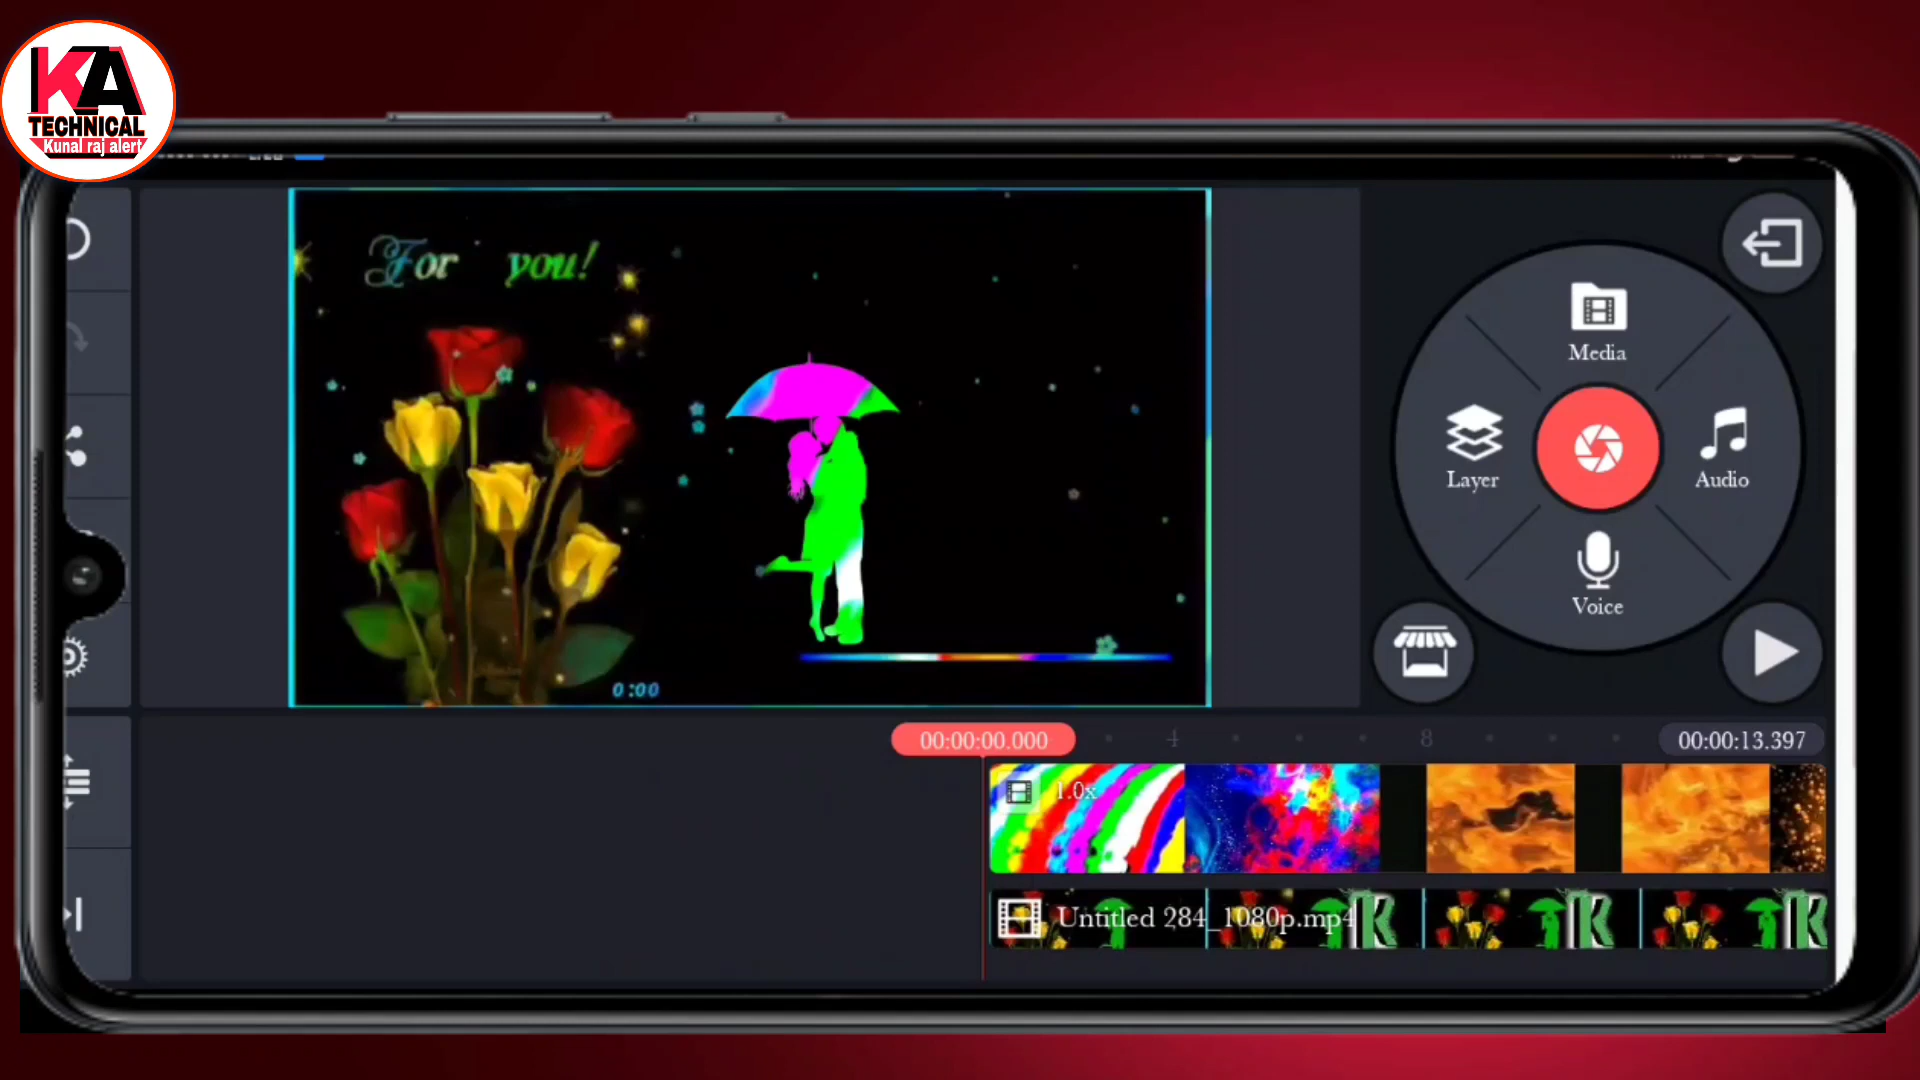 KA
TECHNICAL
Kunal raj alert
For you!
0:00
Media
Layer
Audio
Voice
00:00:00.000
4
8
00:00:13.397
1.0x
Untitled 284_1080p.mp4
K
K
K